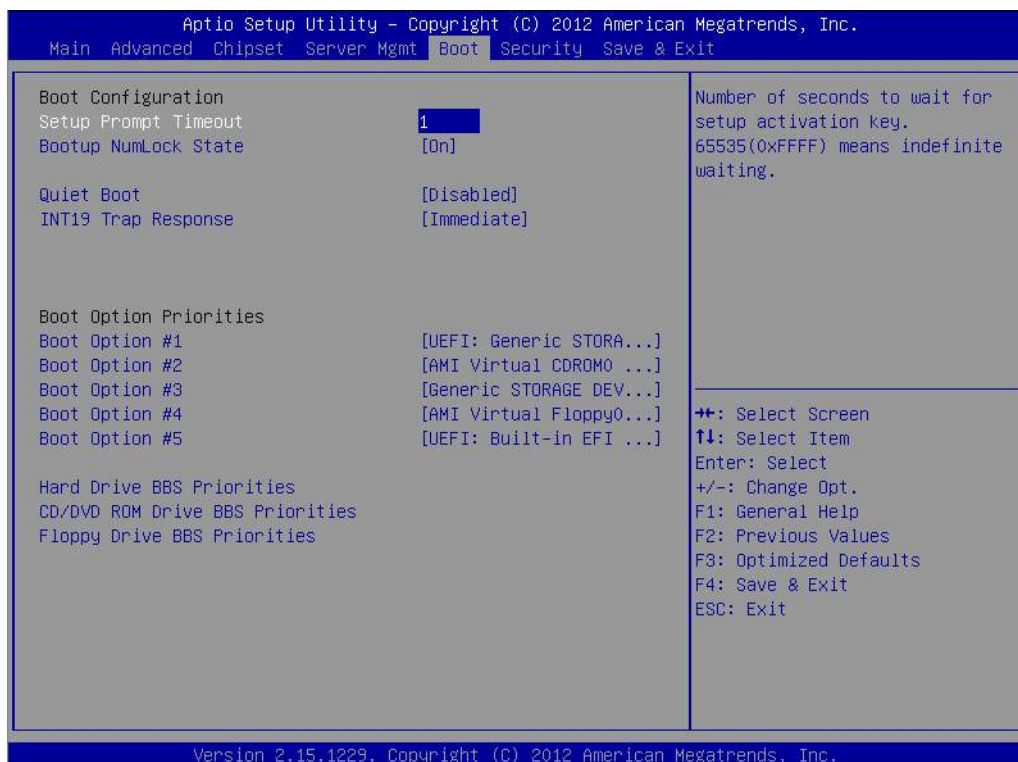 Aptio Setup Utility – Copyright (C) 2012 American Megatrends, Inc.
Main Advanced Chipset Server Mgmt Boot Security Save & Exit
Boot Configuration
Setup Prompt Timeout 1
Bootup NumLock State [On]
Quiet Boot [Disabled]
INT19 Trap Response [Immediate]
Boot Option Priorities
Boot Option #1 [UEFI: Generic STORA...]
Boot Option #2 [AMI Virtual CDROM0 ...]
Boot Option #3 [Generic STORAGE DEV...]
Boot Option #4 [AMI Virtual Floppy0...]
Boot Option #5 [UEFI: Built-in EFI ...]
Hard Drive BBS Priorities
CD/DVD ROM Drive BBS Priorities
Floppy Drive BBS Priorities
Number of seconds to wait for
setup activation key.
65535(0xFFFF) means indefinite
waiting.
→←: Select Screen
↑↓: Select Item
Enter: Select
+/-: Change Opt.
F1: General Help
F2: Previous Values
F3: Optimized Defaults
F4: Save & Exit
ESC: Exit
Version 2.15.1229. Copyright (C) 2012 American Megatrends, Inc.